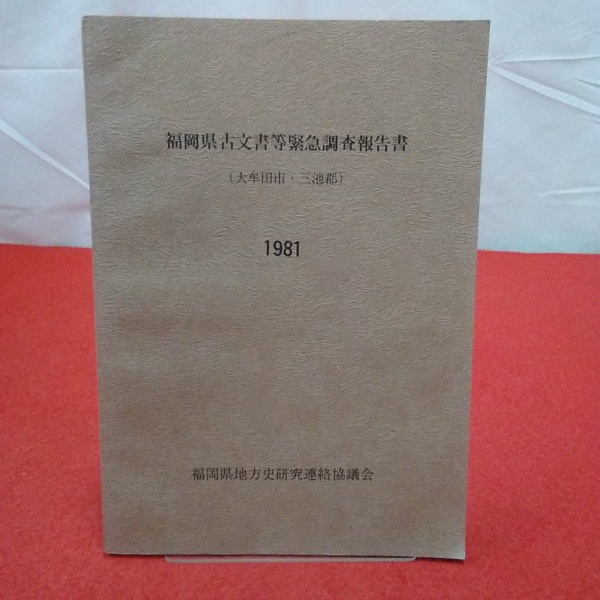 福岡県古文書等緊急調査報告書
(大牟田市・三池郡)
1981
福岡県地方史研究連絡協議会